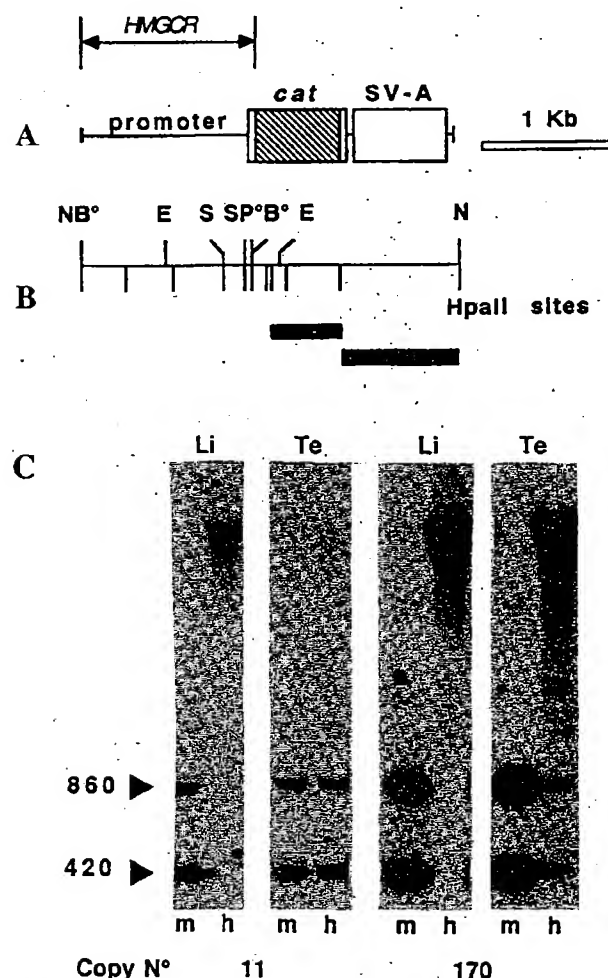 HMGCR
cat SV-A
A promoter 1 Kb
NB° E S SP°B° E N
B
HpaII sites
C
Li Te Li Te
860
420
m h m h m h m h
Copy N° 11 170